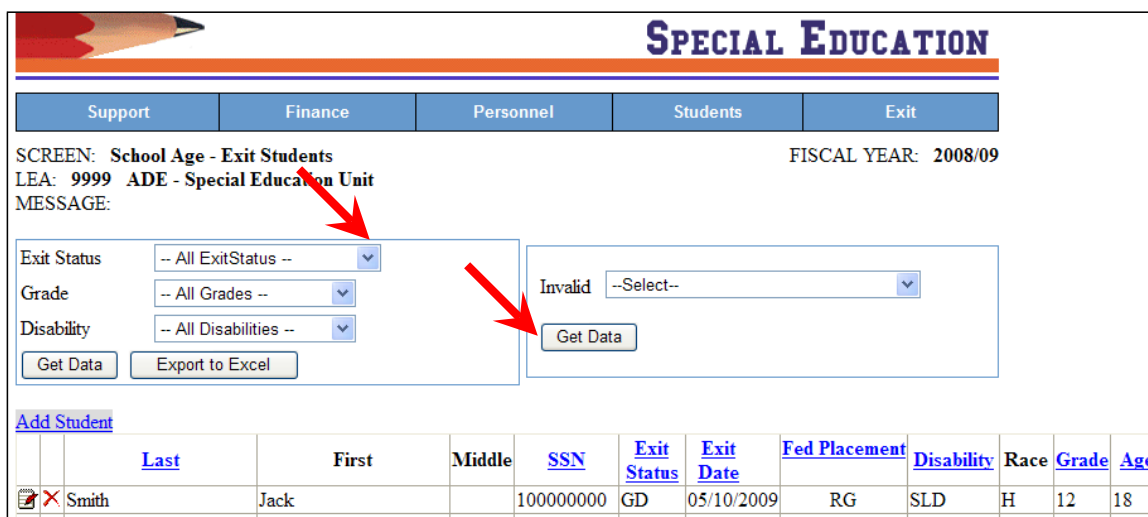 SPECIAL EDUCATION
Support Finance Personnel Students Exit
SCREEN: School Age - Exit Students FISCAL YEAR: 2008/09
LEA: 9999 ADE - Special Education Unit
MESSAGE:
Exit Status -- All ExitStatus --
Grade -- All Grades --
Disability -- All Disabilities --
Get Data Export to Excel
Invalid --Select--
Get Data
Add Student
Last First Middle SSN Exit Status Exit Date Fed Placement Disability Race Grade Age
Smith Jack 100000000 GD 05/10/2009 RG SLD H 12 18